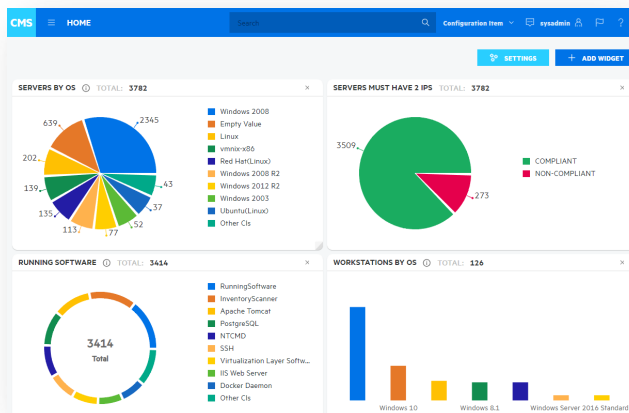 CMS HOME Search Configuration Item sysadmin ?
SETTINGS + ADD WIDGET
SERVERS BY OS TOTAL: 3782 ×
2345
639
202
139
135
113
77
52
37
43
Windows 2008
Empty Value
Linux
vmnix-x86
Red Hat(Linux)
Windows 2008 R2
Windows 2012 R2
Windows 2003
Ubuntu(Linux)
Other CIs
SERVERS MUST HAVE 2 IPS TOTAL: 3782 ×
3509
273
COMPLIANT
NON-COMPLIANT
RUNNING SOFTWARE TOTAL: 3414 ×
3414
Total
RunningSoftware
InventoryScanner
Apache Tomcat
PostgreSQL
NTCMD
SSH
Virtualization Layer Softw...
IIS Web Server
Docker Daemon
Other CIs
WORKSTATIONS BY OS TOTAL: 126 ×
Windows 10 Windows 8.1 Windows Server 2016 Standard